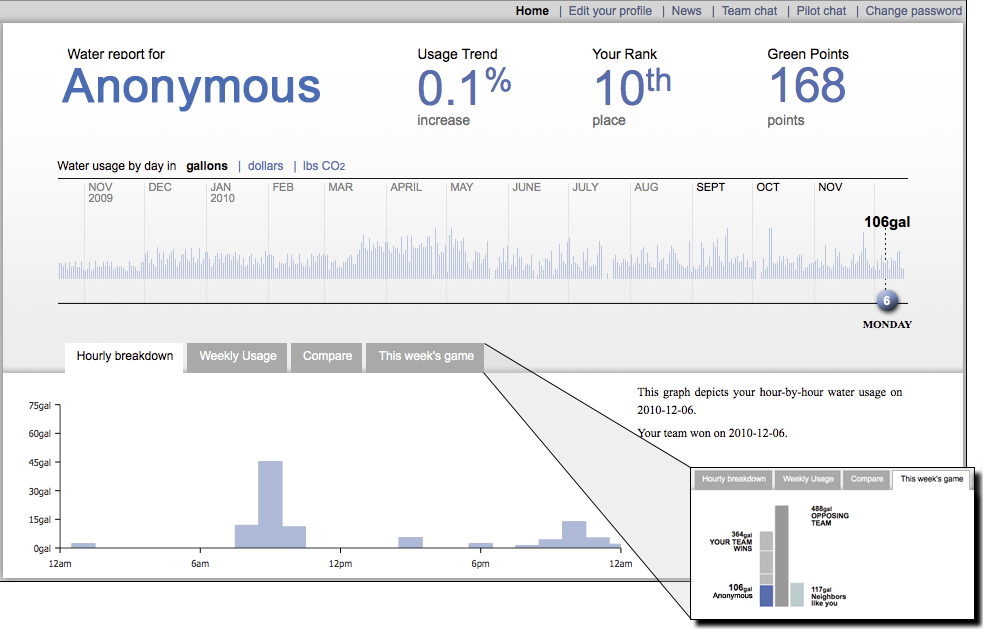 Home | Edit your profile | News | Team chat | Pilot chat | Change password
Water report for
Anonymous
Usage Trend
0.1%
increase
Your Rank
10th
place
Green Points
168
points
Water usage by day in gallons | dollars | lbs CO2
NOV 2009
DEC
JAN 2010
FEB
MAR
APRIL
MAY
JUNE
JULY
AUG
SEPT
OCT
NOV
106gal
6
MONDAY
Hourly breakdown
Weekly Usage
Compare
This week's game
75gal
60gal
45gal
30gal
15gal
0gal
12am
6am
12pm
6pm
12am
This graph depicts your hour-by-hour water usage on
2010-12-06.
Your team won on 2010-12-06.
Hourly breakdown
Weekly Usage
Compare
This week's game
488gal
OPPOSING
TEAM
364gal
YOUR TEAM
WINS
106gal
Anonymous
117gal
Neighbors
like you